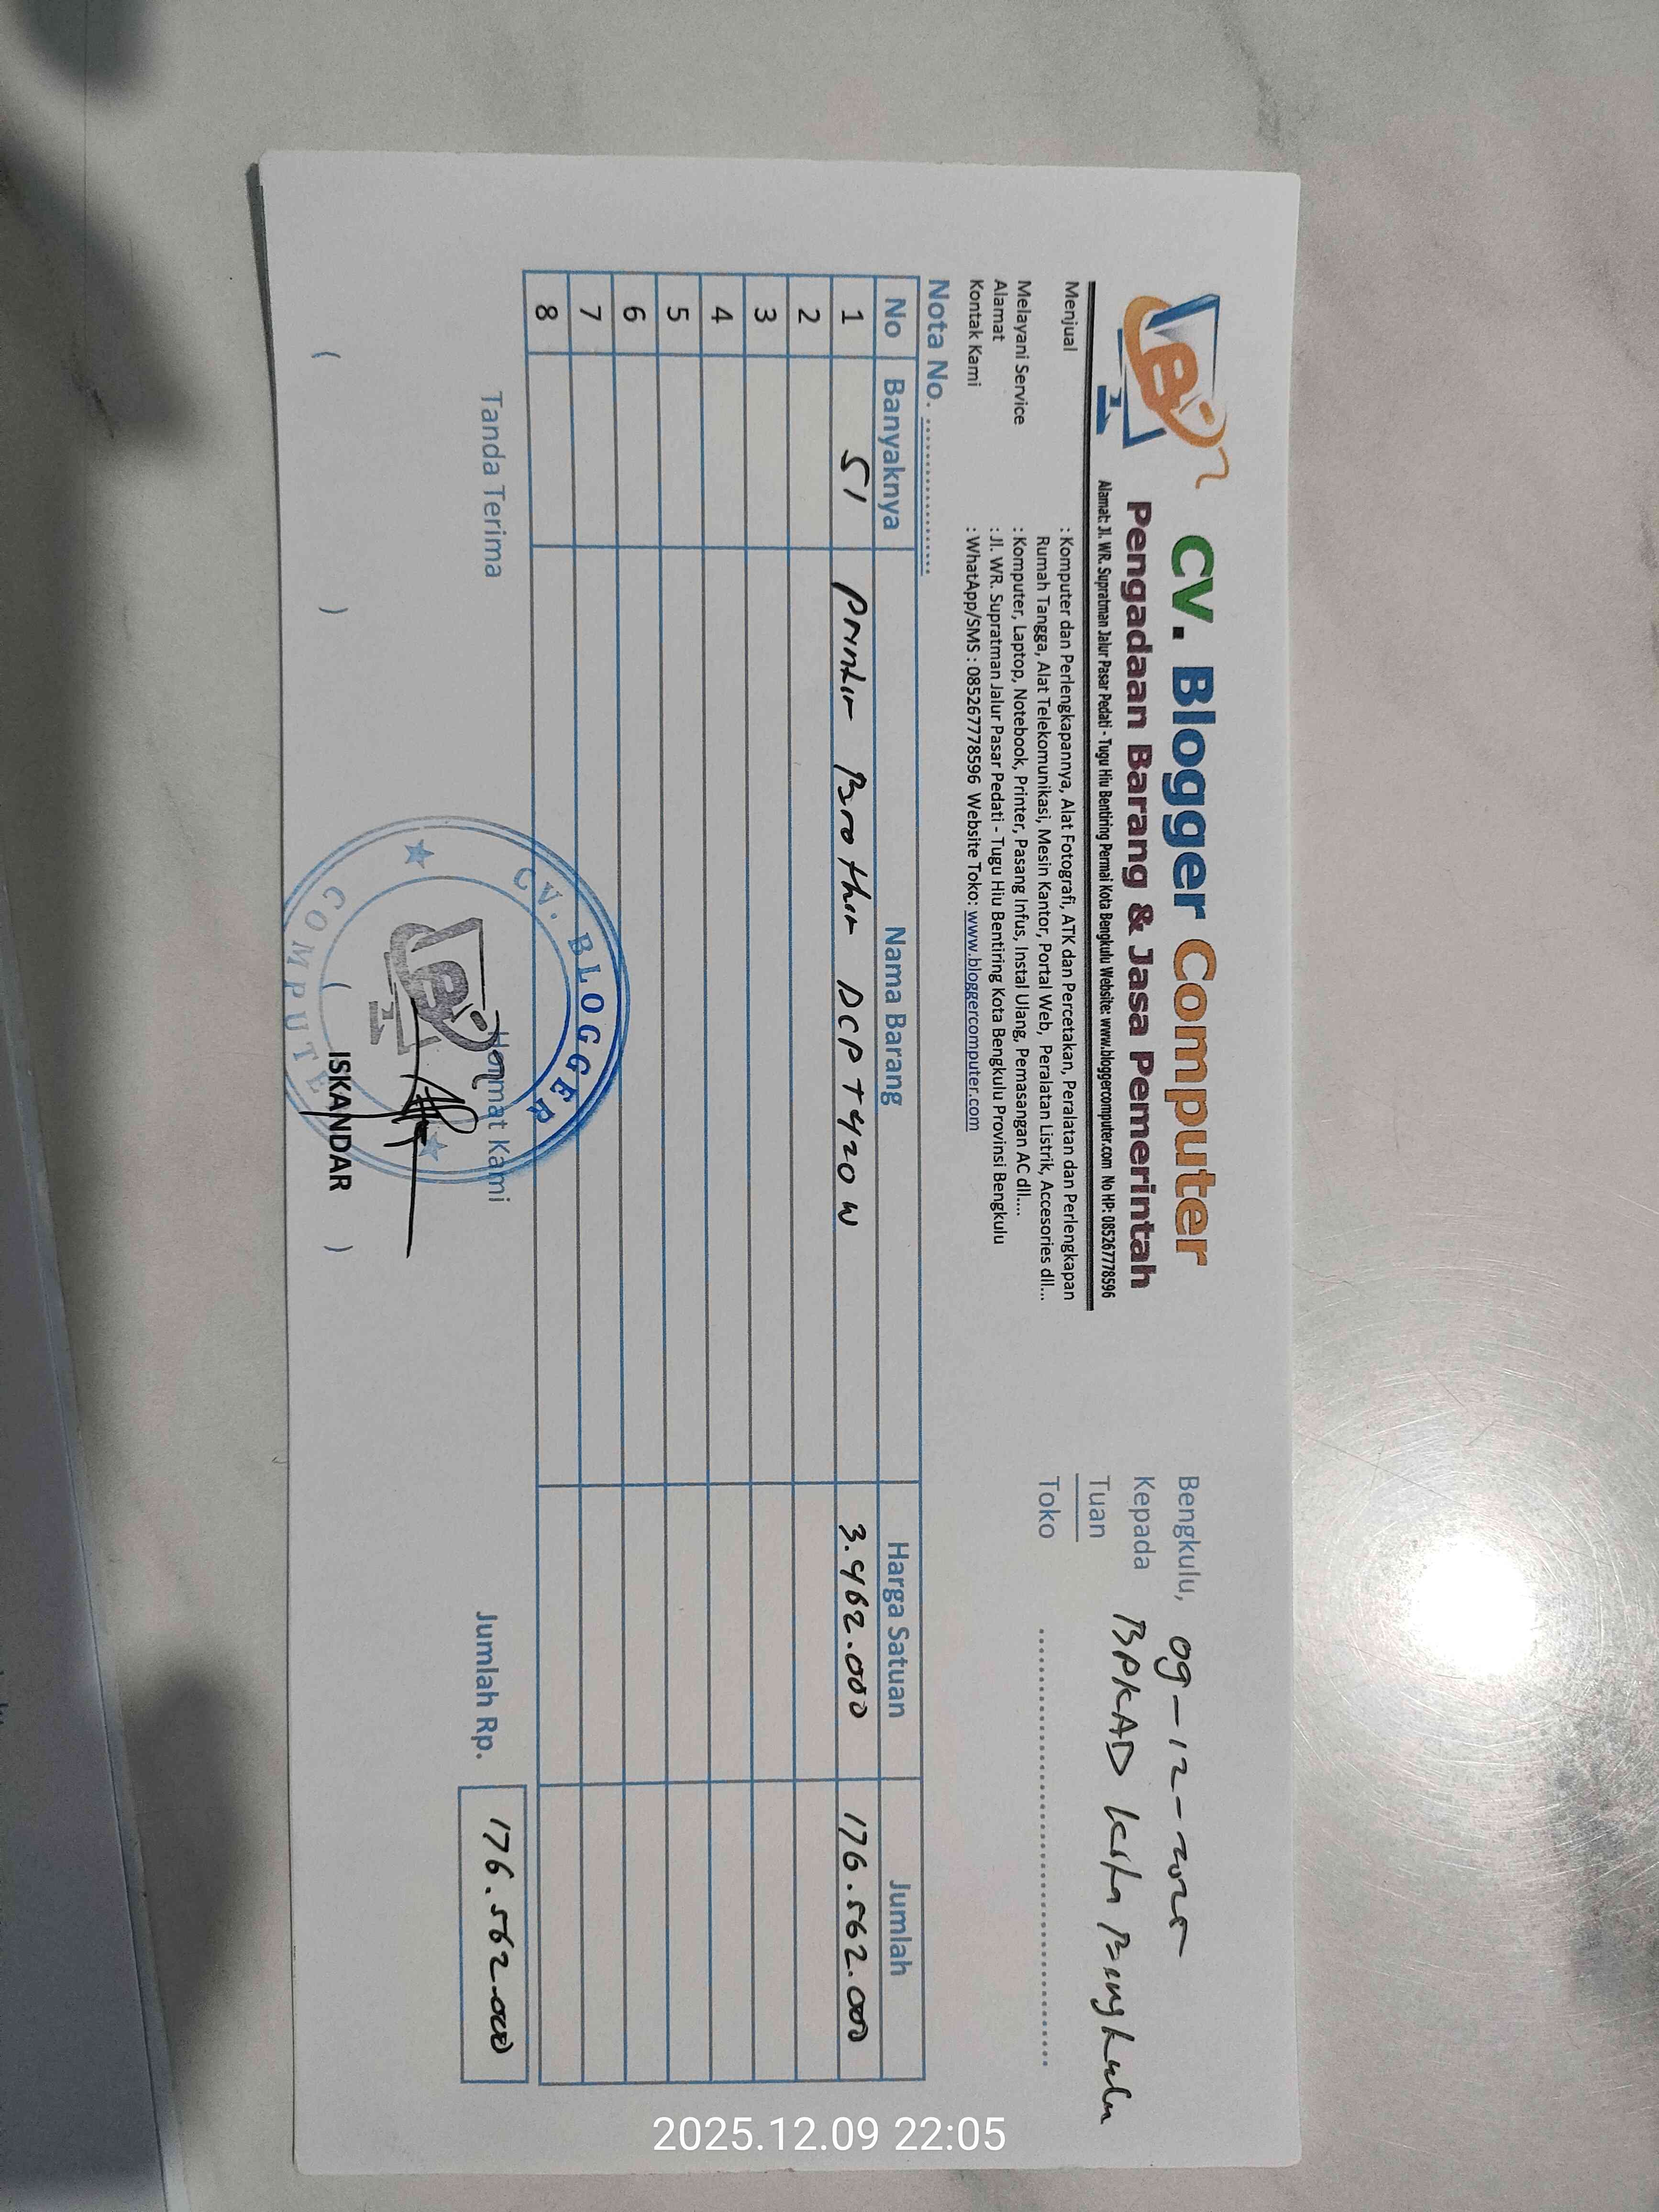 CV. Blogger Computer
Pengadaan Barang & Jasa Pemerintah
Alamat: Jl. WR. Supratman Jalur Pasar Pedati - Tugu Hiu Bentiring Permai Kota Bengkulu Website: www.bloggercomputer.com No HP: 085267778596
Menjual : Komputer dan Perlengkapannya, Alat Fotografi, ATK dan Percetakan, Peralatan dan Perlengkapan
Rumah Tangga, Alat Telekomunikasi, Mesin Kantor, Portal Web, Peralatan Listrik, Accesories dll...
Melayani Service : Komputer, Laptop, Notebook, Printer, Pasang Infus, Instal Ulang, Pemasangan AC dll....
Alamat : Jl. WR. Supratman Jalur Pasar Pedati - Tugu Hiu Bentiring Kota Bengkulu Provinsi Bengkulu
Kontak Kami : WhatApp/SMS : 085267778596 Website Toko: www.bloggercomputer.com
Bengkulu, 09-12-2025
Kepada
Tuan BPKAD Kota Bengkulu
Toko ..............................
Nota No. ................
No Banyaknya Nama Barang Harga Satuan Jumlah
1 51 Printer Brother DCP T420W 3.462.000 176.562.000
2
3
4
5
6
7
8
Tanda Terima Hormat Kami Jumlah Rp. 176.562.000
CV. BLOGGER
COMPUTE
( ) ( ISKANDAR )
2025.12.09 22:05